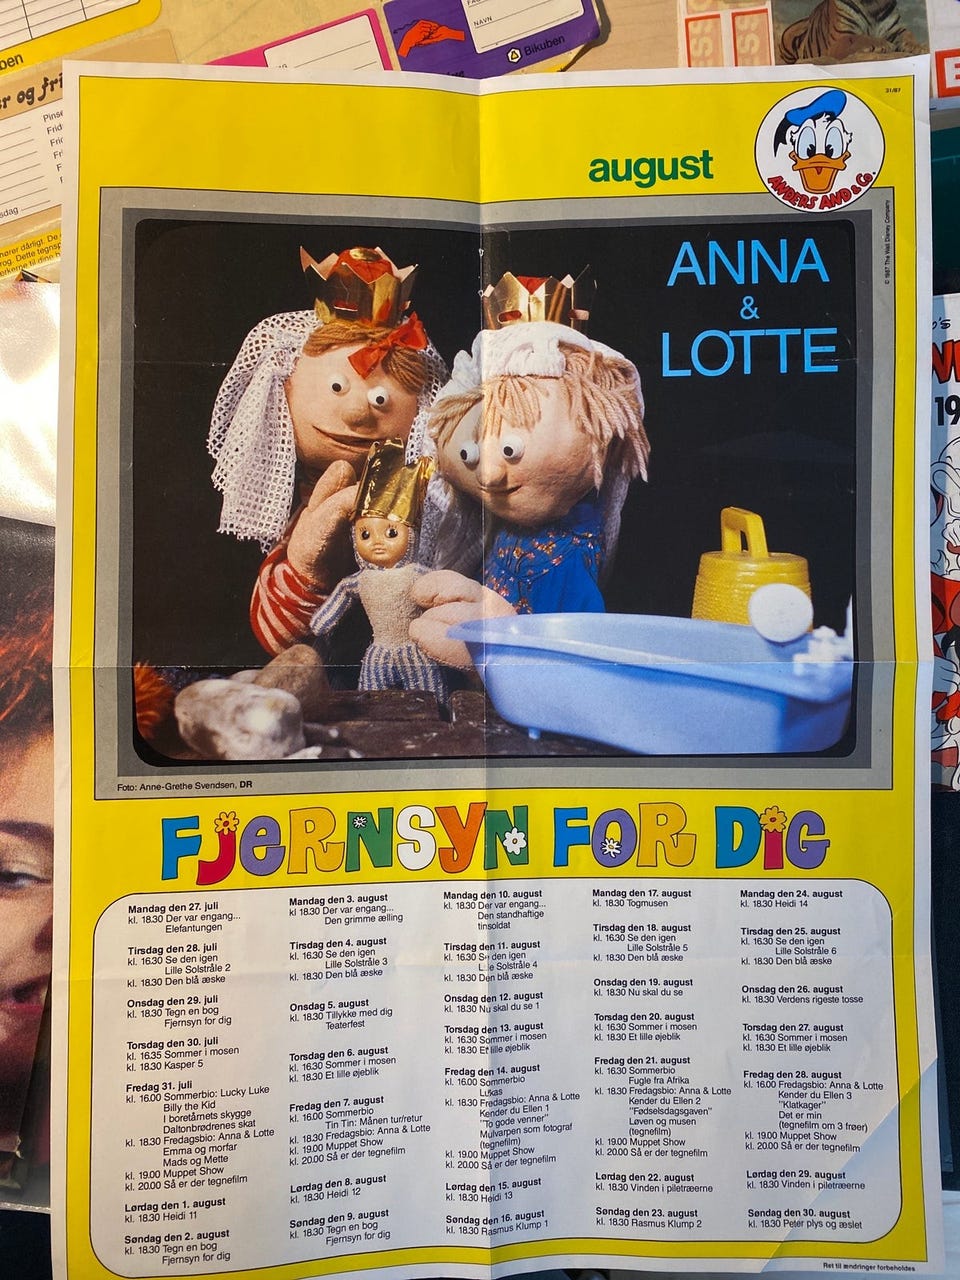 Bikuben
NAVN
31/87
august
ANDERS AND & Co.
© 1987 The Walt Disney Company
ANNA
&
LOTTE
Foto: Anne-Grethe Svendsen, DR
FJERNSYN FOR DIG
Mandag den 27. juli
kl. 18.30 Der var engang...
Elefantungen
Tirsdag den 28. juli
kl. 16.30 Se den igen
Lille Solstråle 2
kl. 18.30 Den blå æske
Onsdag den 29. juli
kl. 18.30 Tegn en bog
Fjernsyn for dig
Torsdag den 30. juli
kl. 16.35 Sommer i mosen
kl. 18.30 Kasper 5
Fredag 31. juli
kl. 16.00 Sommerbio: Lucky Luke
Billy the Kid
I boretårnets skygge
Daltonbrødrenes skat
kl. 18.30 Fredagsbio: Anna & Lotte
Emma og morfar
Mads og Mette
kl. 19.00 Muppet Show
kl. 20.00 Så er der tegnefilm
Lørdag den 1. august
kl. 18.30 Heidi 11
Søndag den 2. august
kl. 18.30 Tegn en bog
Fjernsyn for dig
Mandag den 3. august
kl 18.30 Der var engang...
Den grimme ælling
Tirsdag den 4. august
kl. 16.30 Se den igen
Lille Solstråle 3
kl. 18.30 Den blå æske
Onsdag 5. august
kl. 18.30 Tillykke med dig
Teaterfest
Torsdag den 6. august
kl. 16.30 Sommer i mosen
kl. 18.30 Et lille øjeblik
Fredag den 7. august
kl. 16.00 Sommerbio
Tin Tin: Månen tur/retur
kl. 18.30 Fredagsbio: Anna & Lotte
kl. 19.00 Muppet Show
kl. 20.00 Så er der tegnefilm
Lørdag den 8. august
kl. 18.30 Heidi 12
Søndag den 9. august
kl. 18.30 Tegn en bog
Fjernsyn for dig
Mandag den 10. august
kl. 18.30 Der var engang...
Den standhaftige
tinsoldat
Tirsdag den 11. august
kl. 16.30 Se den igen
Lille Solstråle 4
kl. 18.30 Den blå æske
Onsdag den 12. august
kl. 18.30 Nu skal du se 1
Torsdag den 13. august
kl. 16.30 Sommer i mosen
kl. 18.30 Et lille øjeblik
Fredag den 14. august
kl. 16.00 Sommerbio
Lukas
kl. 18.30 Fredagsbio: Anna & Lotte
Kender du Ellen 1
"To gode venner"
Mulvarpen som fotograf
(tegnefilm)
kl. 19.00 Muppet Show
kl. 20.00 Så er der tegnefilm
Lørdag den 15. august
kl. 18.30 Heidi 13
Søndag den 16. august
kl. 18.30 Rasmus Klump 1
Mandag den 17. august
kl. 18.30 Togmusen
Tirsdag den 18. august
kl. 16.30 Se den igen
Lille Solstråle 5
kl. 18.30 Den blå æske
Onsdag den 19. august
kl. 18.30 Nu skal du se
Torsdag den 20. august
kl. 16.30 Sommer i mosen
kl. 18.30 Et lille øjeblik
Fredag den 21. august
kl. 16.30 Sommerbio
Fugle fra Afrika
kl. 18.30 Fredagsbio: Anna & Lotte
Kender du Ellen 2
"Fødselsdagsgaven"
Løven og musen
(tegnefilm)
kl. 19.00 Muppet Show
kl. 20.00 Så er der tegnefilm
Lørdag den 22. august
kl. 18.30 Vinden i piletræerne
Søndag den 23. august
kl. 18.30 Rasmus Klump 2
Mandag den 24. august
kl. 18.30 Heidi 14
Tirsdag den 25. august
kl. 16.30 Se den igen
Lille Solstråle 6
kl. 18.30 Den blå æske
Onsdag den 26. august
kl. 18.30 Verdens rigeste tosse
Torsdag den 27. august
kl. 16.30 Sommer i mosen
kl. 18.30 Et lille øjeblik
Fredag den 28. august
kl. 16.00 Fredagsbio: Anna & Lotte
Kender du Ellen 3
"Klatkager"
Det er min
(tegnefilm om 3 frøer)
kl. 19.00 Muppet Show
kl. 20.00 Så er der tegnefilm
Lørdag den 29. august
kl. 18.30 Vinden i piletræerne
Søndag den 30. august
kl. 18.30 Peter plys og æslet
Ret til ændringer forbeholdes